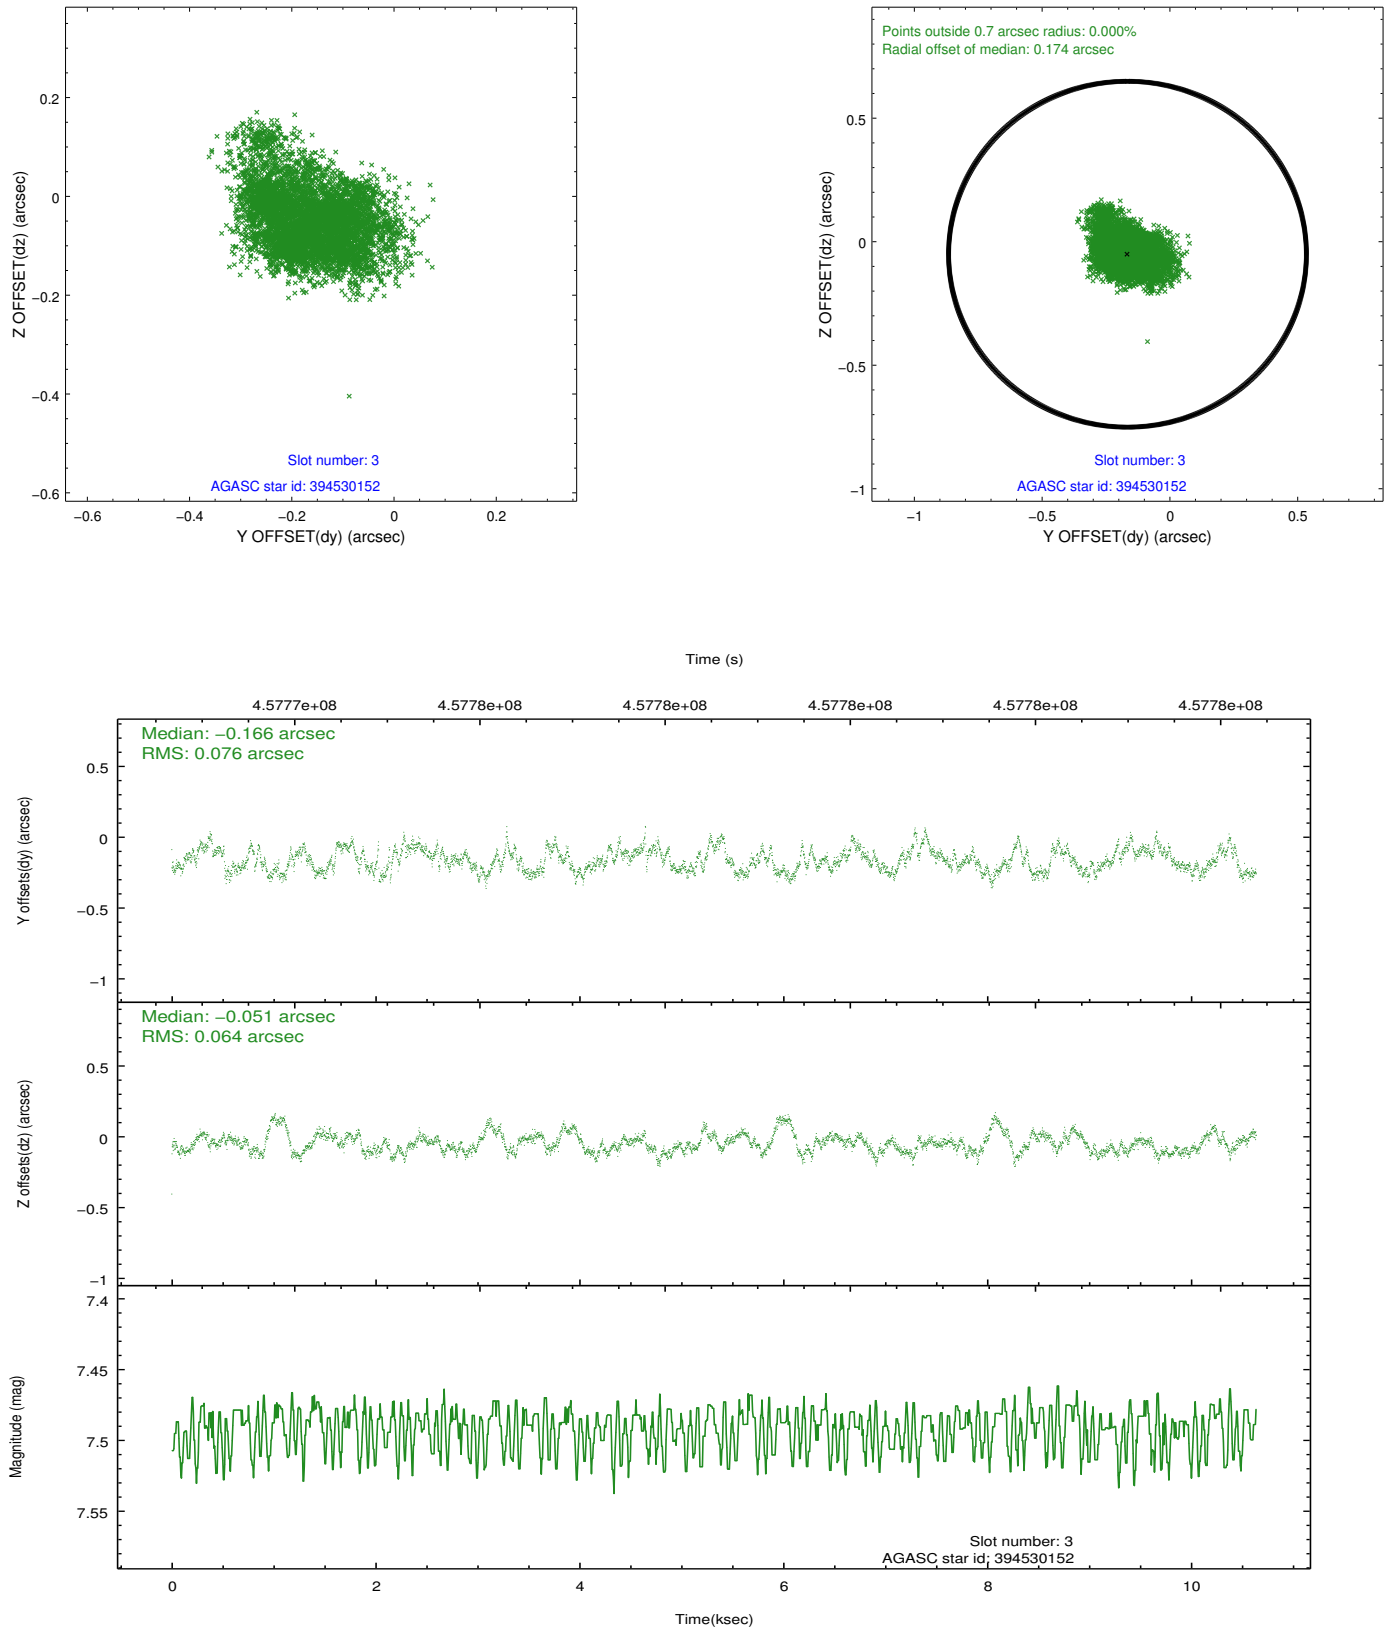 0.2
0
−0.2
−0.4
−0.6
Z OFFSET(dz) (arcsec)
Slot number: 3
AGASC star id: 394530152
−0.6 −0.4 −0.2 0 0.2
Y OFFSET(dy) (arcsec)
Points outside 0.7 arcsec radius: 0.000%
Radial offset of median: 0.174 arcsec
0.5
0
−0.5
−1
Z OFFSET(dz) (arcsec)
Slot number: 3
AGASC star id: 394530152
−1 −0.5 0 0.5
Y OFFSET(dy) (arcsec)
Time (s)
4.5777e+08 4.5778e+08 4.5778e+08 4.5778e+08 4.5778e+08 4.5778e+08
Median: −0.166 arcsec
RMS: 0.076 arcsec
0.5
0
−0.5
−1
Y offsets(dy) (arcsec)
Median: −0.051 arcsec
RMS: 0.064 arcsec
0.5
0
−0.5
−1
Z offsets(dz) (arcsec)
7.4
7.45
7.5
7.55
Magnitude (mag)
Slot number: 3
AGASC star id: 394530152
0 2 4 6 8 10
Time(ksec)